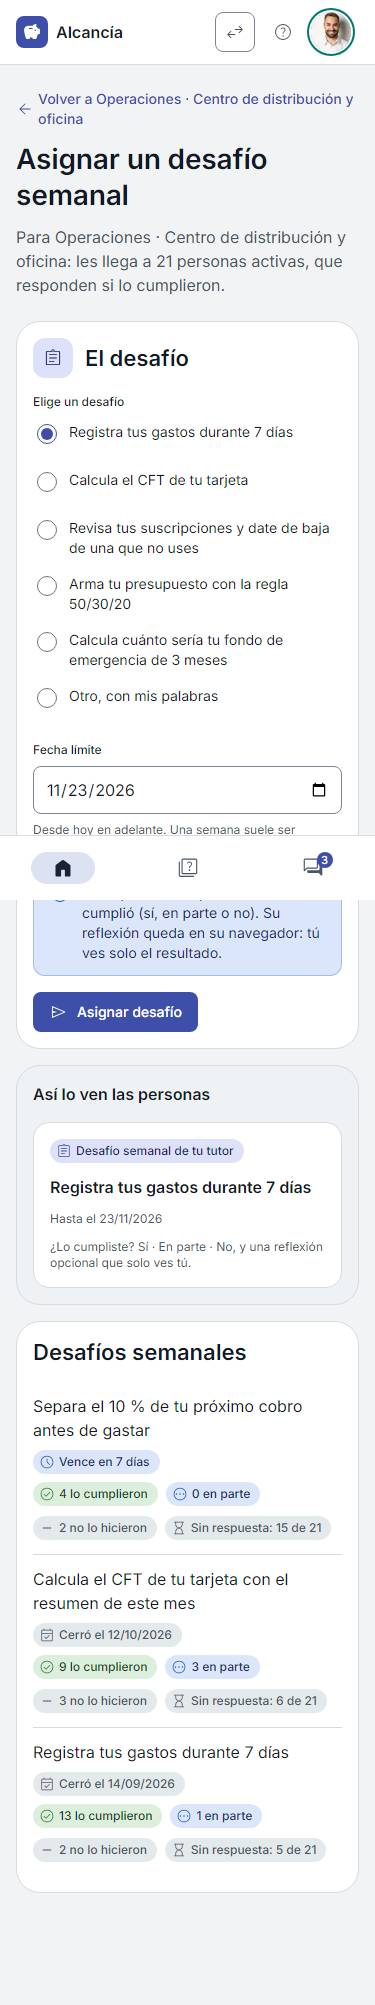 Alcancía
Volver a Operaciones · Centro de distribución y
oficina
Asignar un desafío
semanal
Para Operaciones · Centro de distribución y
oficina: les llega a 21 personas activas, que
responden si lo cumplieron.
El desafío
Elige un desafío
Registra tus gastos durante 7 días
Calcula el CFT de tu tarjeta
Revisa tus suscripciones y date de baja
de una que no uses
Arma tu presupuesto con la regla
50/30/20
Calcula cuánto sería tu fondo de
emergencia de 3 meses
Otro, con mis palabras
Fecha límite
11/23/2026
Desde hoy en adelante. Una semana suele ser
3
cumplió (sí, en parte o no). Su
reflexión queda en su navegador: tú
ves solo el resultado.
Asignar desafío
Así lo ven las personas
Desafío semanal de tu tutor
Registra tus gastos durante 7 días
Hasta el 23/11/2026
¿Lo cumpliste? Sí · En parte · No, y una reflexión
opcional que solo ves tú.
Desafíos semanales
Separa el 10 % de tu próximo cobro
antes de gastar
Vence en 7 días
4 lo cumplieron
0 en parte
2 no lo hicieron
Sin respuesta: 15 de 21
Calcula el CFT de tu tarjeta con el
resumen de este mes
Cerró el 12/10/2026
9 lo cumplieron
3 en parte
3 no lo hicieron
Sin respuesta: 6 de 21
Registra tus gastos durante 7 días
Cerró el 14/09/2026
13 lo cumplieron
1 en parte
2 no lo hicieron
Sin respuesta: 5 de 21